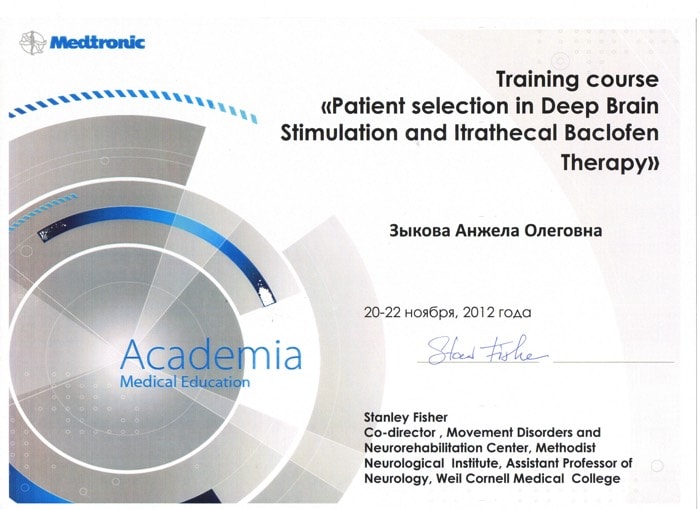 Medtronic
Training course
«Patient selection in Deep Brain
Stimulation and Itrathecal Baclofen
Therapy»
Зыкова Анжела Олеговна
20-22 ноября, 2012 года
Stan Fisher
Academia
Medical Education
Stanley Fisher
Co-director , Movement Disorders and
Neurorehabilitation Center, Methodist
Neurological Institute, Assistant Professor of
Neurology, Weil Cornell Medical College